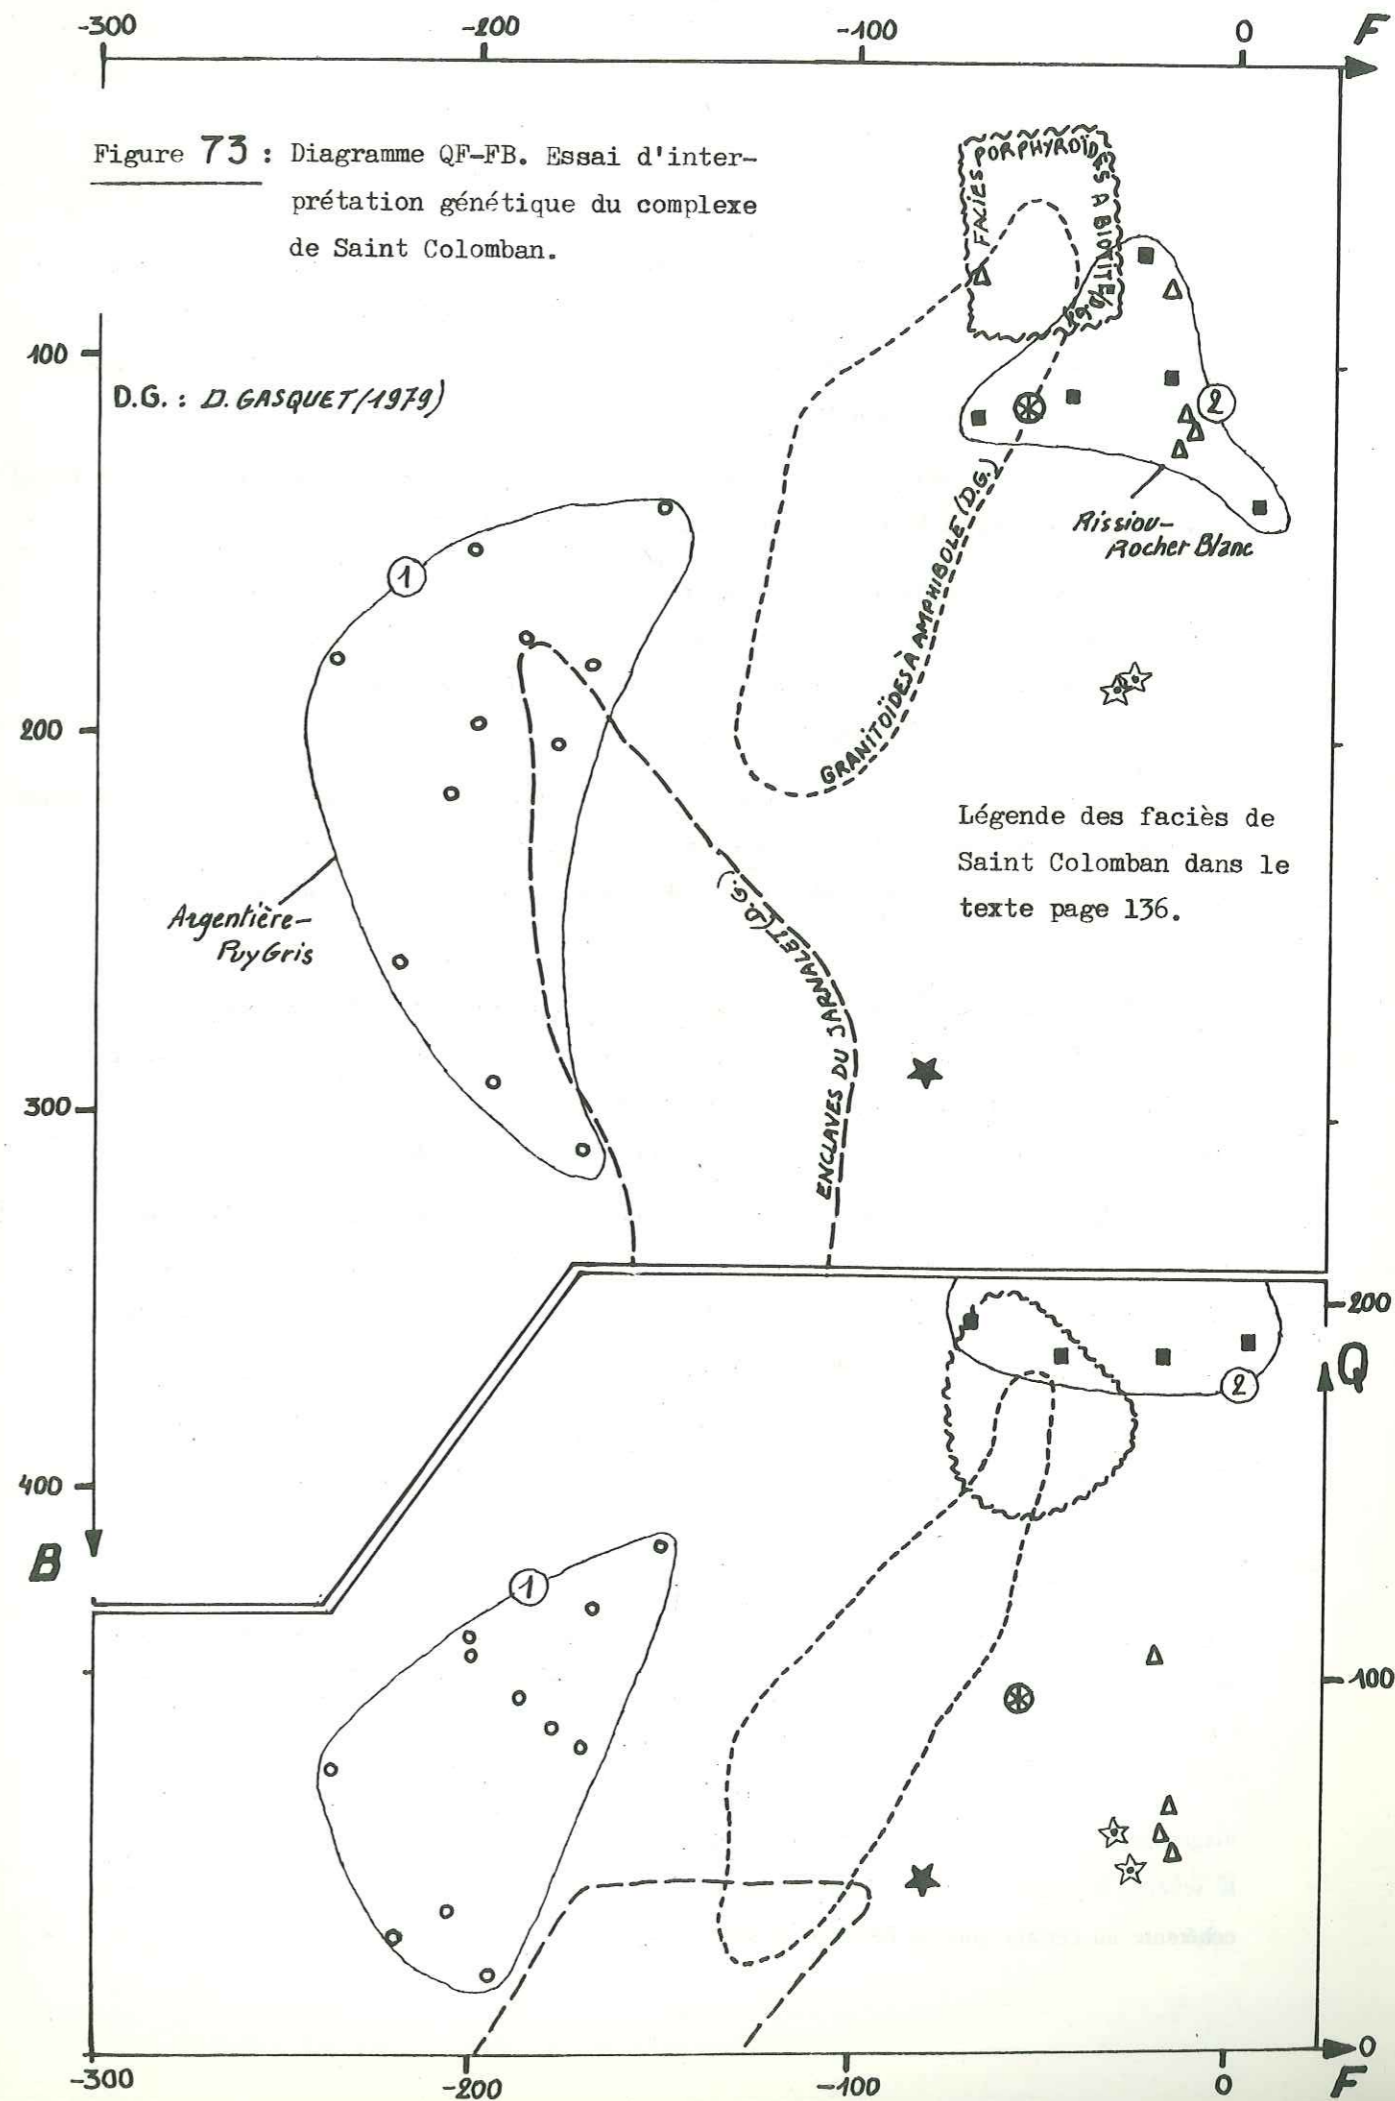 -300 -200 -100 0 F
Figure 73 : Diagramme QF-FB. Essai d'inter-
prétation génétique du complexe
de Saint Colomban.
FACIÈS PORPHYROÏDES A BIOTITE (D.G.)
100
D.G. : D. GASQUET (1979)
2
Rissiou-
Rocher Blanc
GRANITOÏDES À AMPHIBOLE (D.G.)
1
200
Légende des faciès de
Saint Colomban dans le
texte page 136.
Argentière-
Puy Gris
ENCLAVES DU SARNALET (D.G.)
300
200
Q
2
400
B
1
100
0
-300 -200 -100 0 F